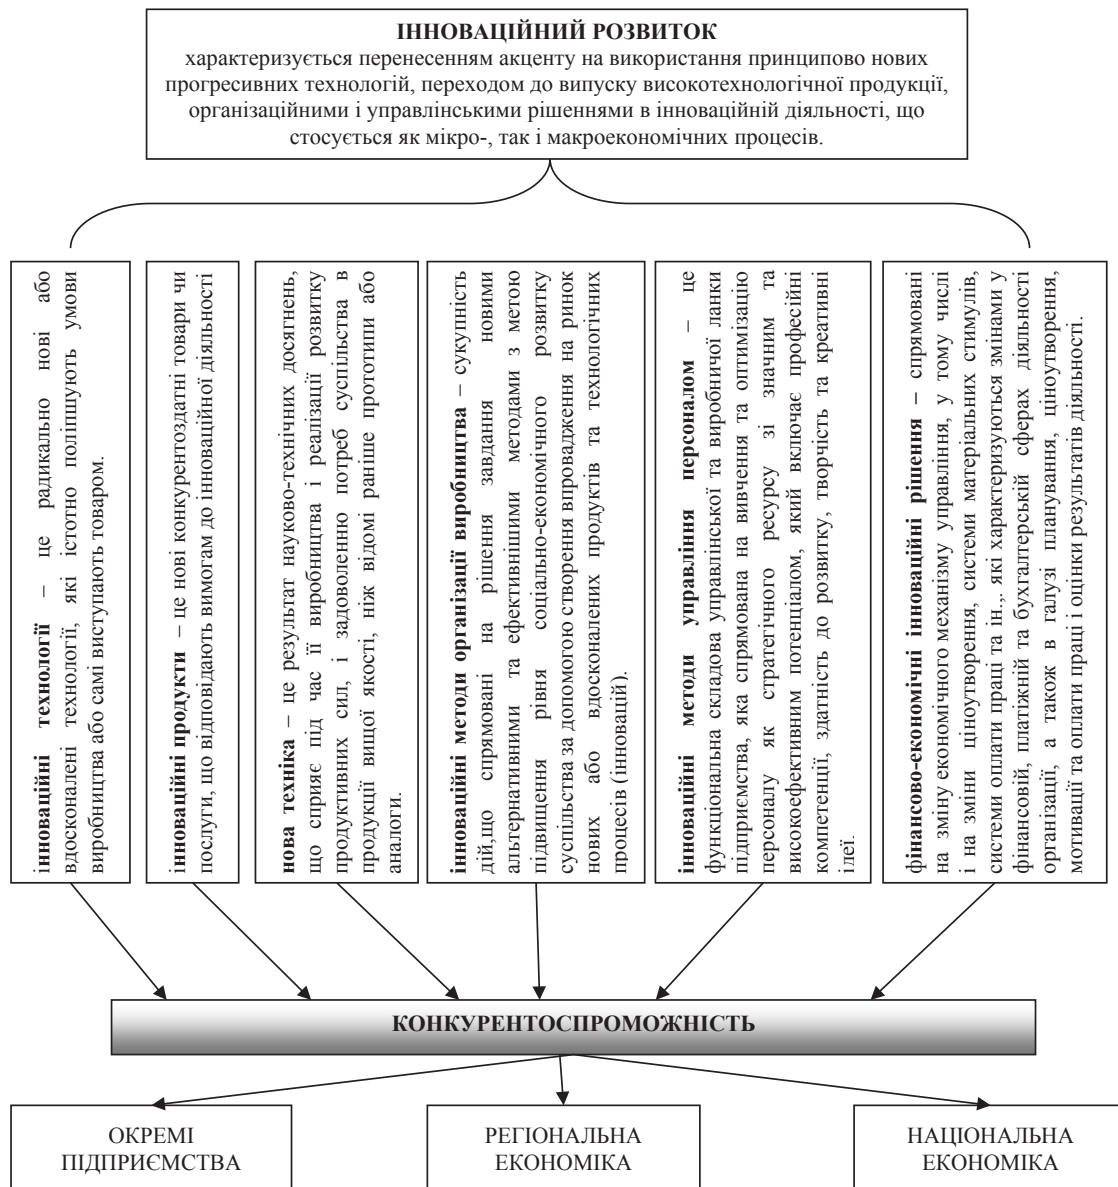 ІННОВАЦІЙНИЙ РОЗВИТОК
характеризується перенесенням акценту на використання принципово нових
прогресивних технологій, переходом до випуску високотехнологічної продукції,
організаційними і управлінськими рішеннями в інноваційній діяльності, що
стосується як мікро-, так і макроекономічних процесів.
інноваційні технології – це радикально нові або
вдосконалені технології, які істотно поліпшують умови
виробництва або самі виступають товаром.
інноваційні продукти – це нові конкурентоздатні товари чи
послуги, що відповідають вимогам до інноваційної діяльності
нова техніка – це результат науково-технічних досягнень,
що сприяє під час її виробництва і реалізації розвитку
продуктивних сил, і задоволенню потреб суспільства в
продукції вищої якості, ніж відомі раніше прототипи або
аналоги.
інноваційні методи організації виробництва – сукупність
дій,що спрямовані на рішення завдання новими
альтернативними та ефективнішими методами з метою
підвищення рівня соціально-економічного розвитку
суспільства за допомогою створення впровадження на ринок
нових або вдосконалених продуктів та технологічних
процесів (інновацій).
інноваційні методи управління персоналом – це
функціональна складова управлінської та виробничої ланки
підприємства, яка спрямована на вивчення та оптимізацію
персоналу як стратегічного ресурсу зі значним та
високоефективним потенціалом, який включає професійні
компетенції, здатність до розвитку, творчість та креативні
ідеї.
фінансово-економічні інноваційні рішення – спрямовані
на зміну економічного механізму управління, у тому числі
і на зміни ціноутворення, системи матеріальних стимулів,
системи оплати праці та ін., які характеризуються змінами у
фінансовій, платіжній та бухгалтерській сферах діяльності
організації, а також в галузі планування, ціноутворення,
мотивації та оплати праці і оцінки результатів діяльності.
КОНКУРЕНТОСПРОМОЖНІСТЬ
ОКРЕМІ
ПІДПРИЄМСТВА
РЕГІОНАЛЬНА
ЕКОНОМІКА
НАЦІОНАЛЬНА
ЕКОНОМІКА